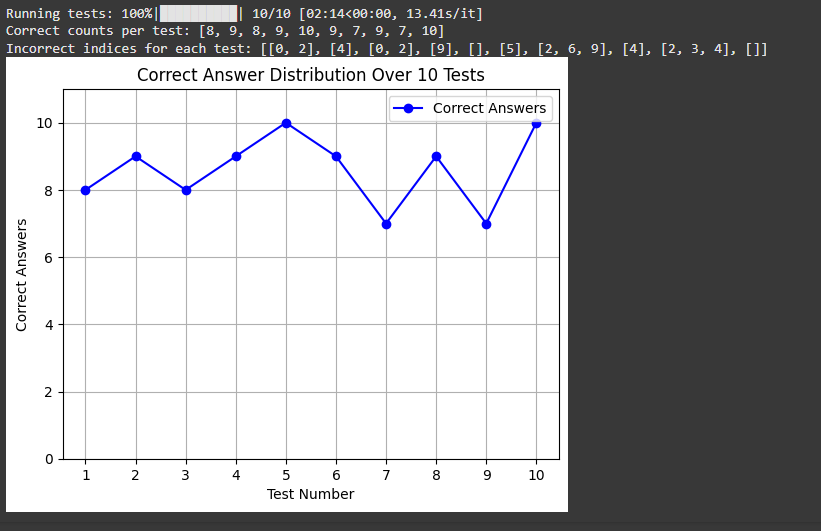 Running tests: 100%|██████████| 10/10 [02:14<00:00, 13.41s/it]
Correct counts per test: [8, 9, 8, 9, 10, 9, 7, 9, 7, 10]
Incorrect indices for each test: [[0, 2], [4], [0, 2], [9], [], [5], [2, 6, 9], [4], [2, 3, 4], []]
Correct Answer Distribution Over 10 Tests
Correct Answers
10
8
6
4
2
0
Correct Answers
1 2 3 4 5 6 7 8 9 10
Test Number